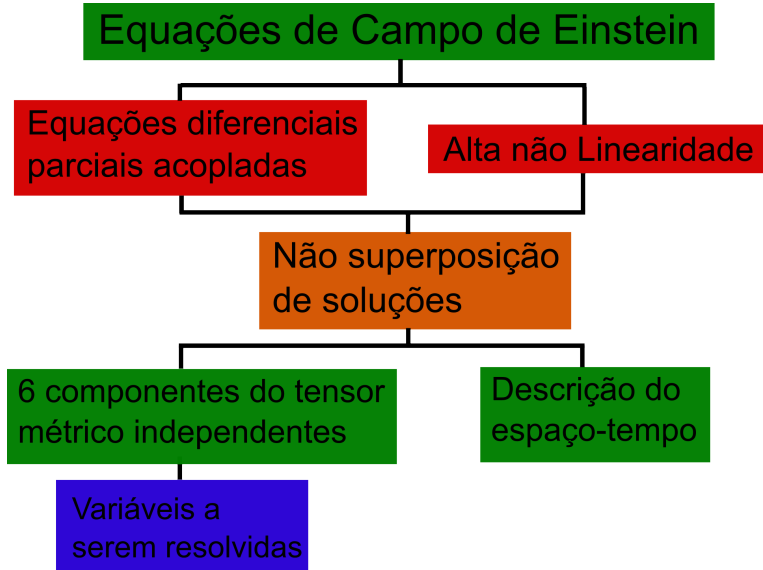 Equações de Campo de Einstein
Equações diferenciais
parciais acopladas
Alta não Linearidade
Não superposição
de soluções
6 componentes do tensor
métrico independentes
Descrição do
espaço-tempo
Variáveis a
serem resolvidas